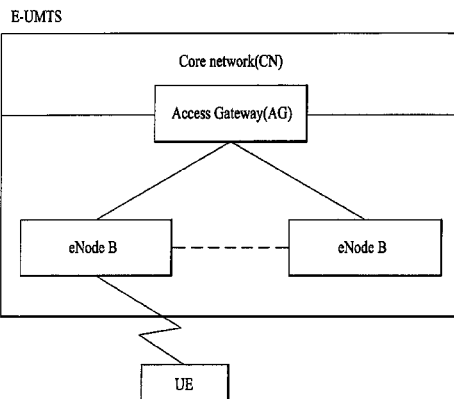 E-UMTS
Core network(CN)
Access Gateway(AG)
eNode B
eNode B
UE